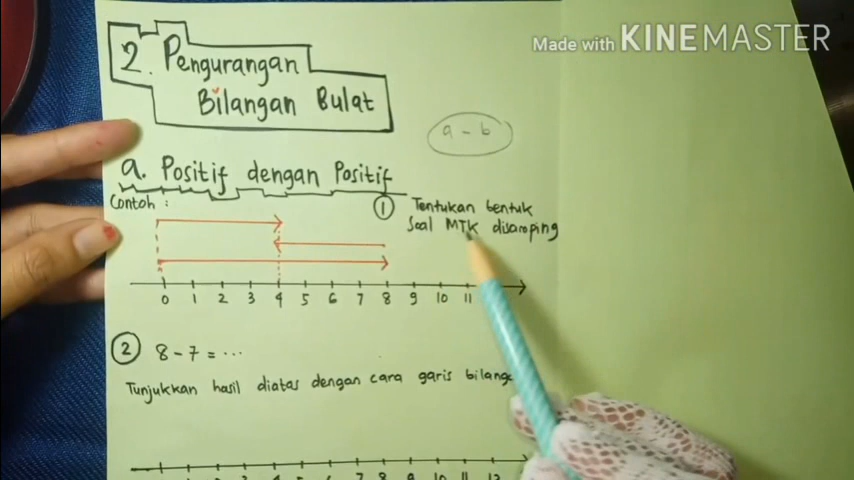 Made with KINEMASTER
2. Pengurangan
Bilangan Bulat
a - b
a. Positif dengan Positif
Contoh :
1 Tentukan bentuk
Soal MTK disamping
0 1 2 3 4 5 6 7 8 9 10 11
2 8 - 7 = ...
Tunjukkan hasil diatas dengan cara garis